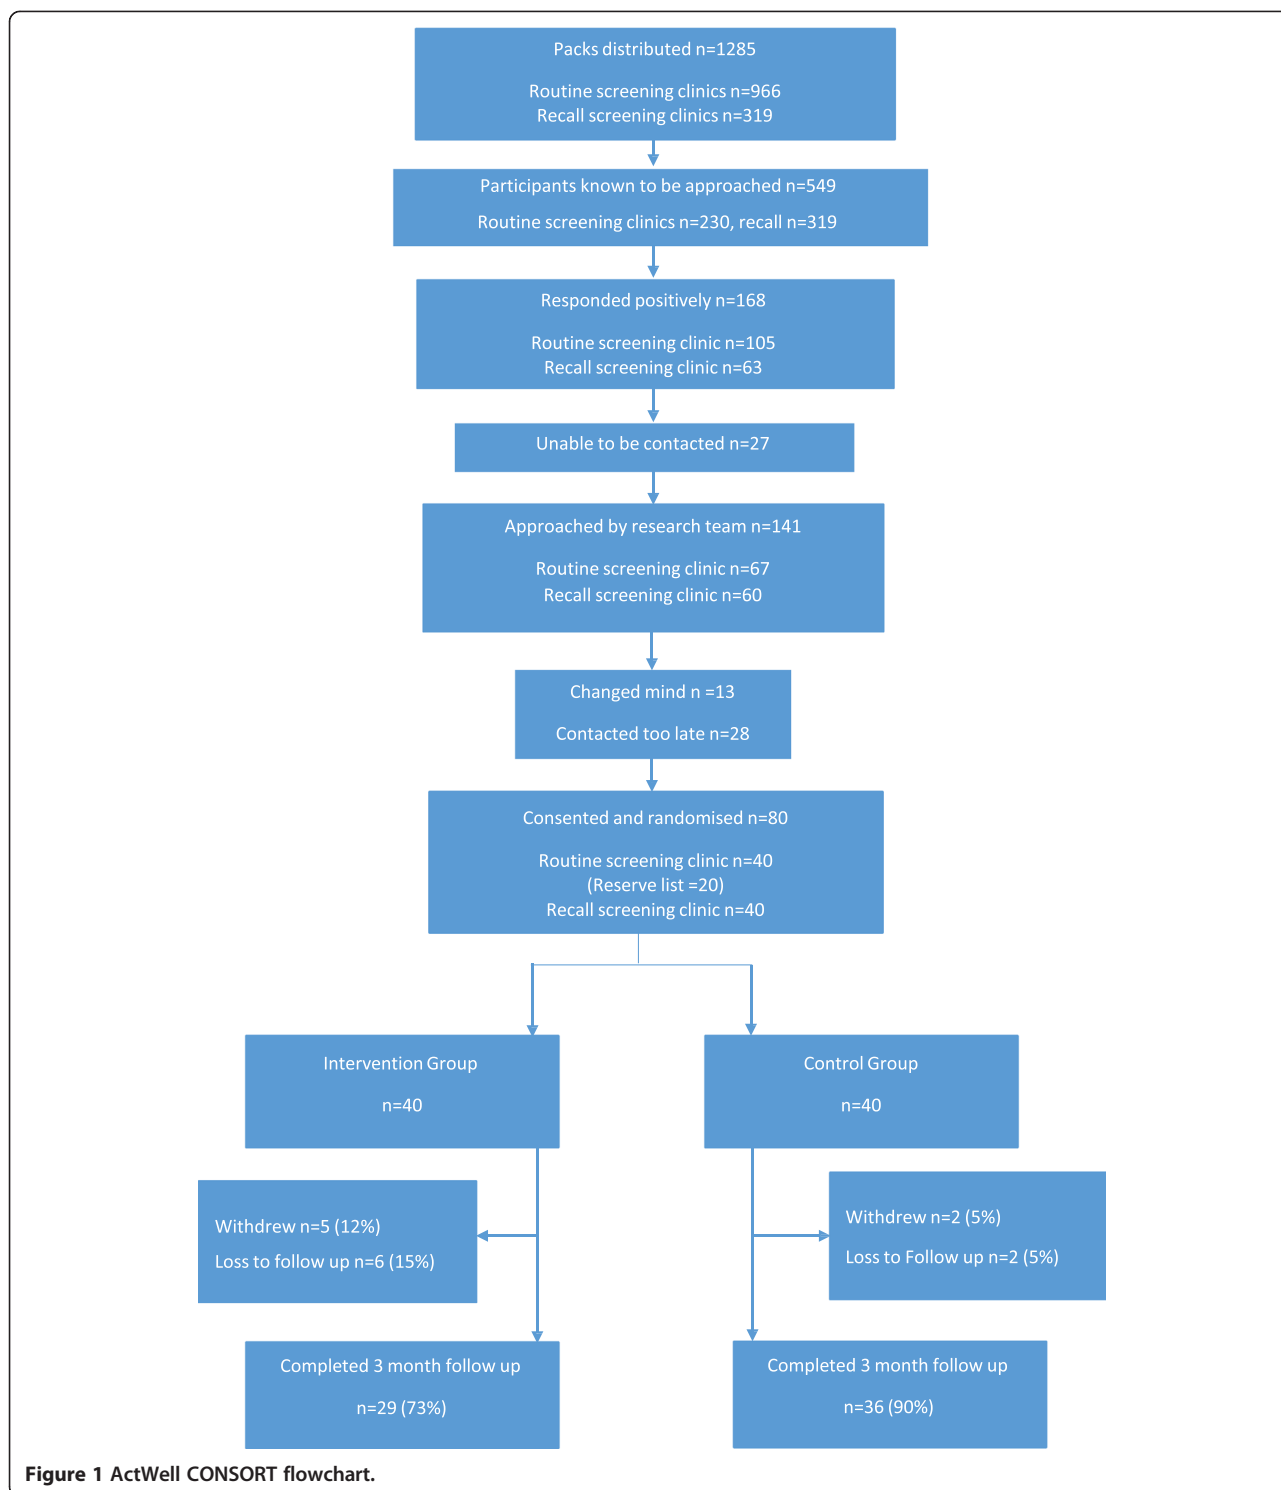 Packs distributed n=1285
Routine screening clinics n=966
Recall screening clinics n=319
Participants known to be approached n=549
Routine screening clinics n=230, recall n=319
Responded positively n=168
Routine screening clinic n=105
Recall screening clinic n=63
Unable to be contacted n=27
Approached by research team n=141
Routine screening clinic n=67
Recall screening clinic n=60
Changed mind n =13
Contacted too late n=28
Consented and randomised n=80
Routine screening clinic n=40
(Reserve list =20)
Recall screening clinic n=40
Intervention Group
n=40
Control Group
n=40
Withdrew n=5 (12%)
Loss to follow up n=6 (15%)
Withdrew n=2 (5%)
Loss to Follow up n=2 (5%)
Completed 3 month follow up
n=29 (73%)
Completed 3 month follow up
n=36 (90%)
Figure 1 ActWell CONSORT flowchart.